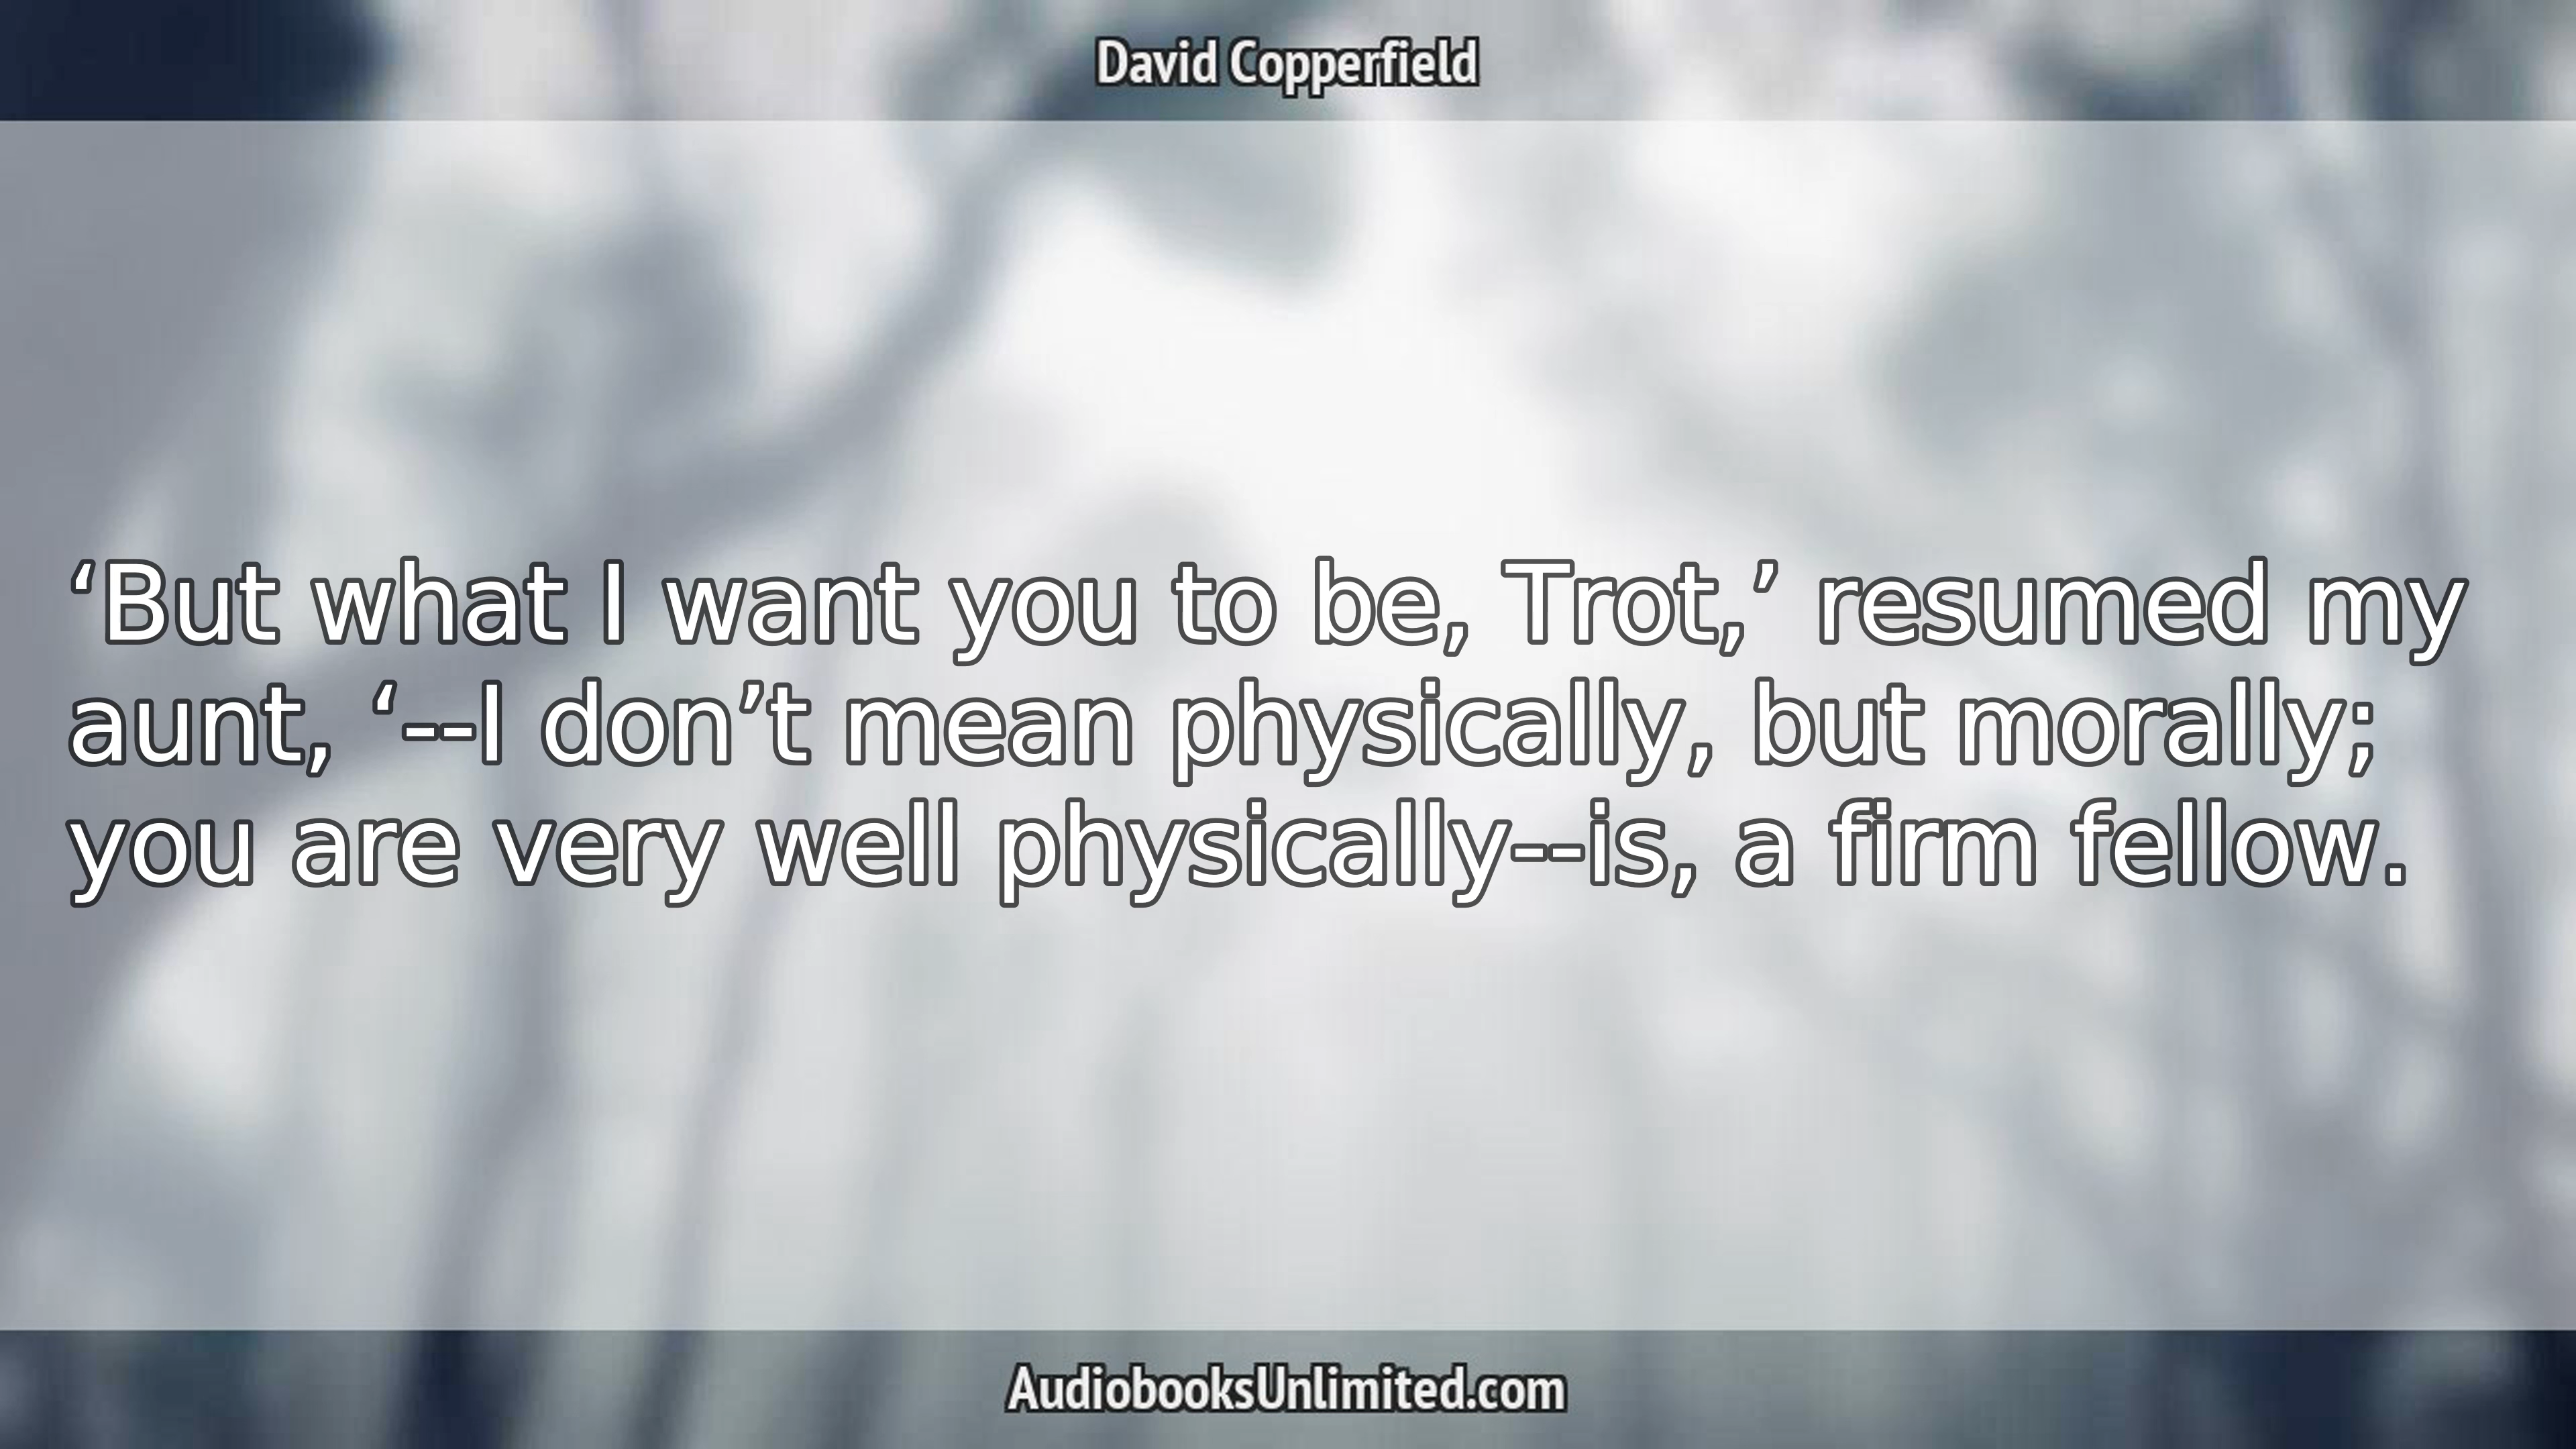 David Copperfield
‘But what I want you to be, Trot,’ resumed my
aunt, ‘--I don’t mean physically, but morally;
you are very well physically--is, a firm fellow.
AudiobooksUnlimited.com